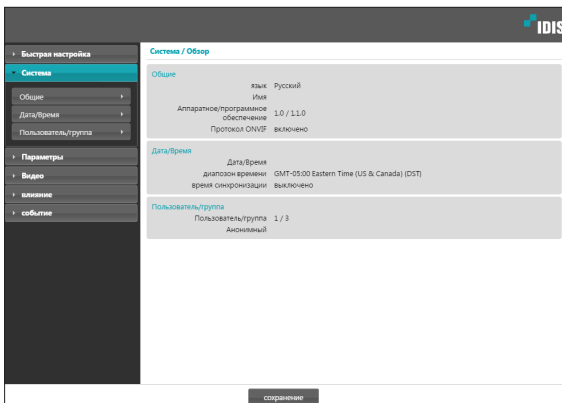 IDIS
Быстрая настройка
Система / Обзор
Система
Общие
Дата/Время
Пользователь/группа
Параметры
Видео
влияние
событие
Общие
язык Русский
Имя
Аппаратное/программное обеспечение 1.0 / 1.1.0
Протокол ONVIF включено
Дата/Время
Дата/Время
диапозон времени GMT-05:00 Eastern Time (US & Canada) (DST)
время синхронизации выключено
Пользователь/группа
Пользователь/группа 1 / 3
Анонимный
сохранение